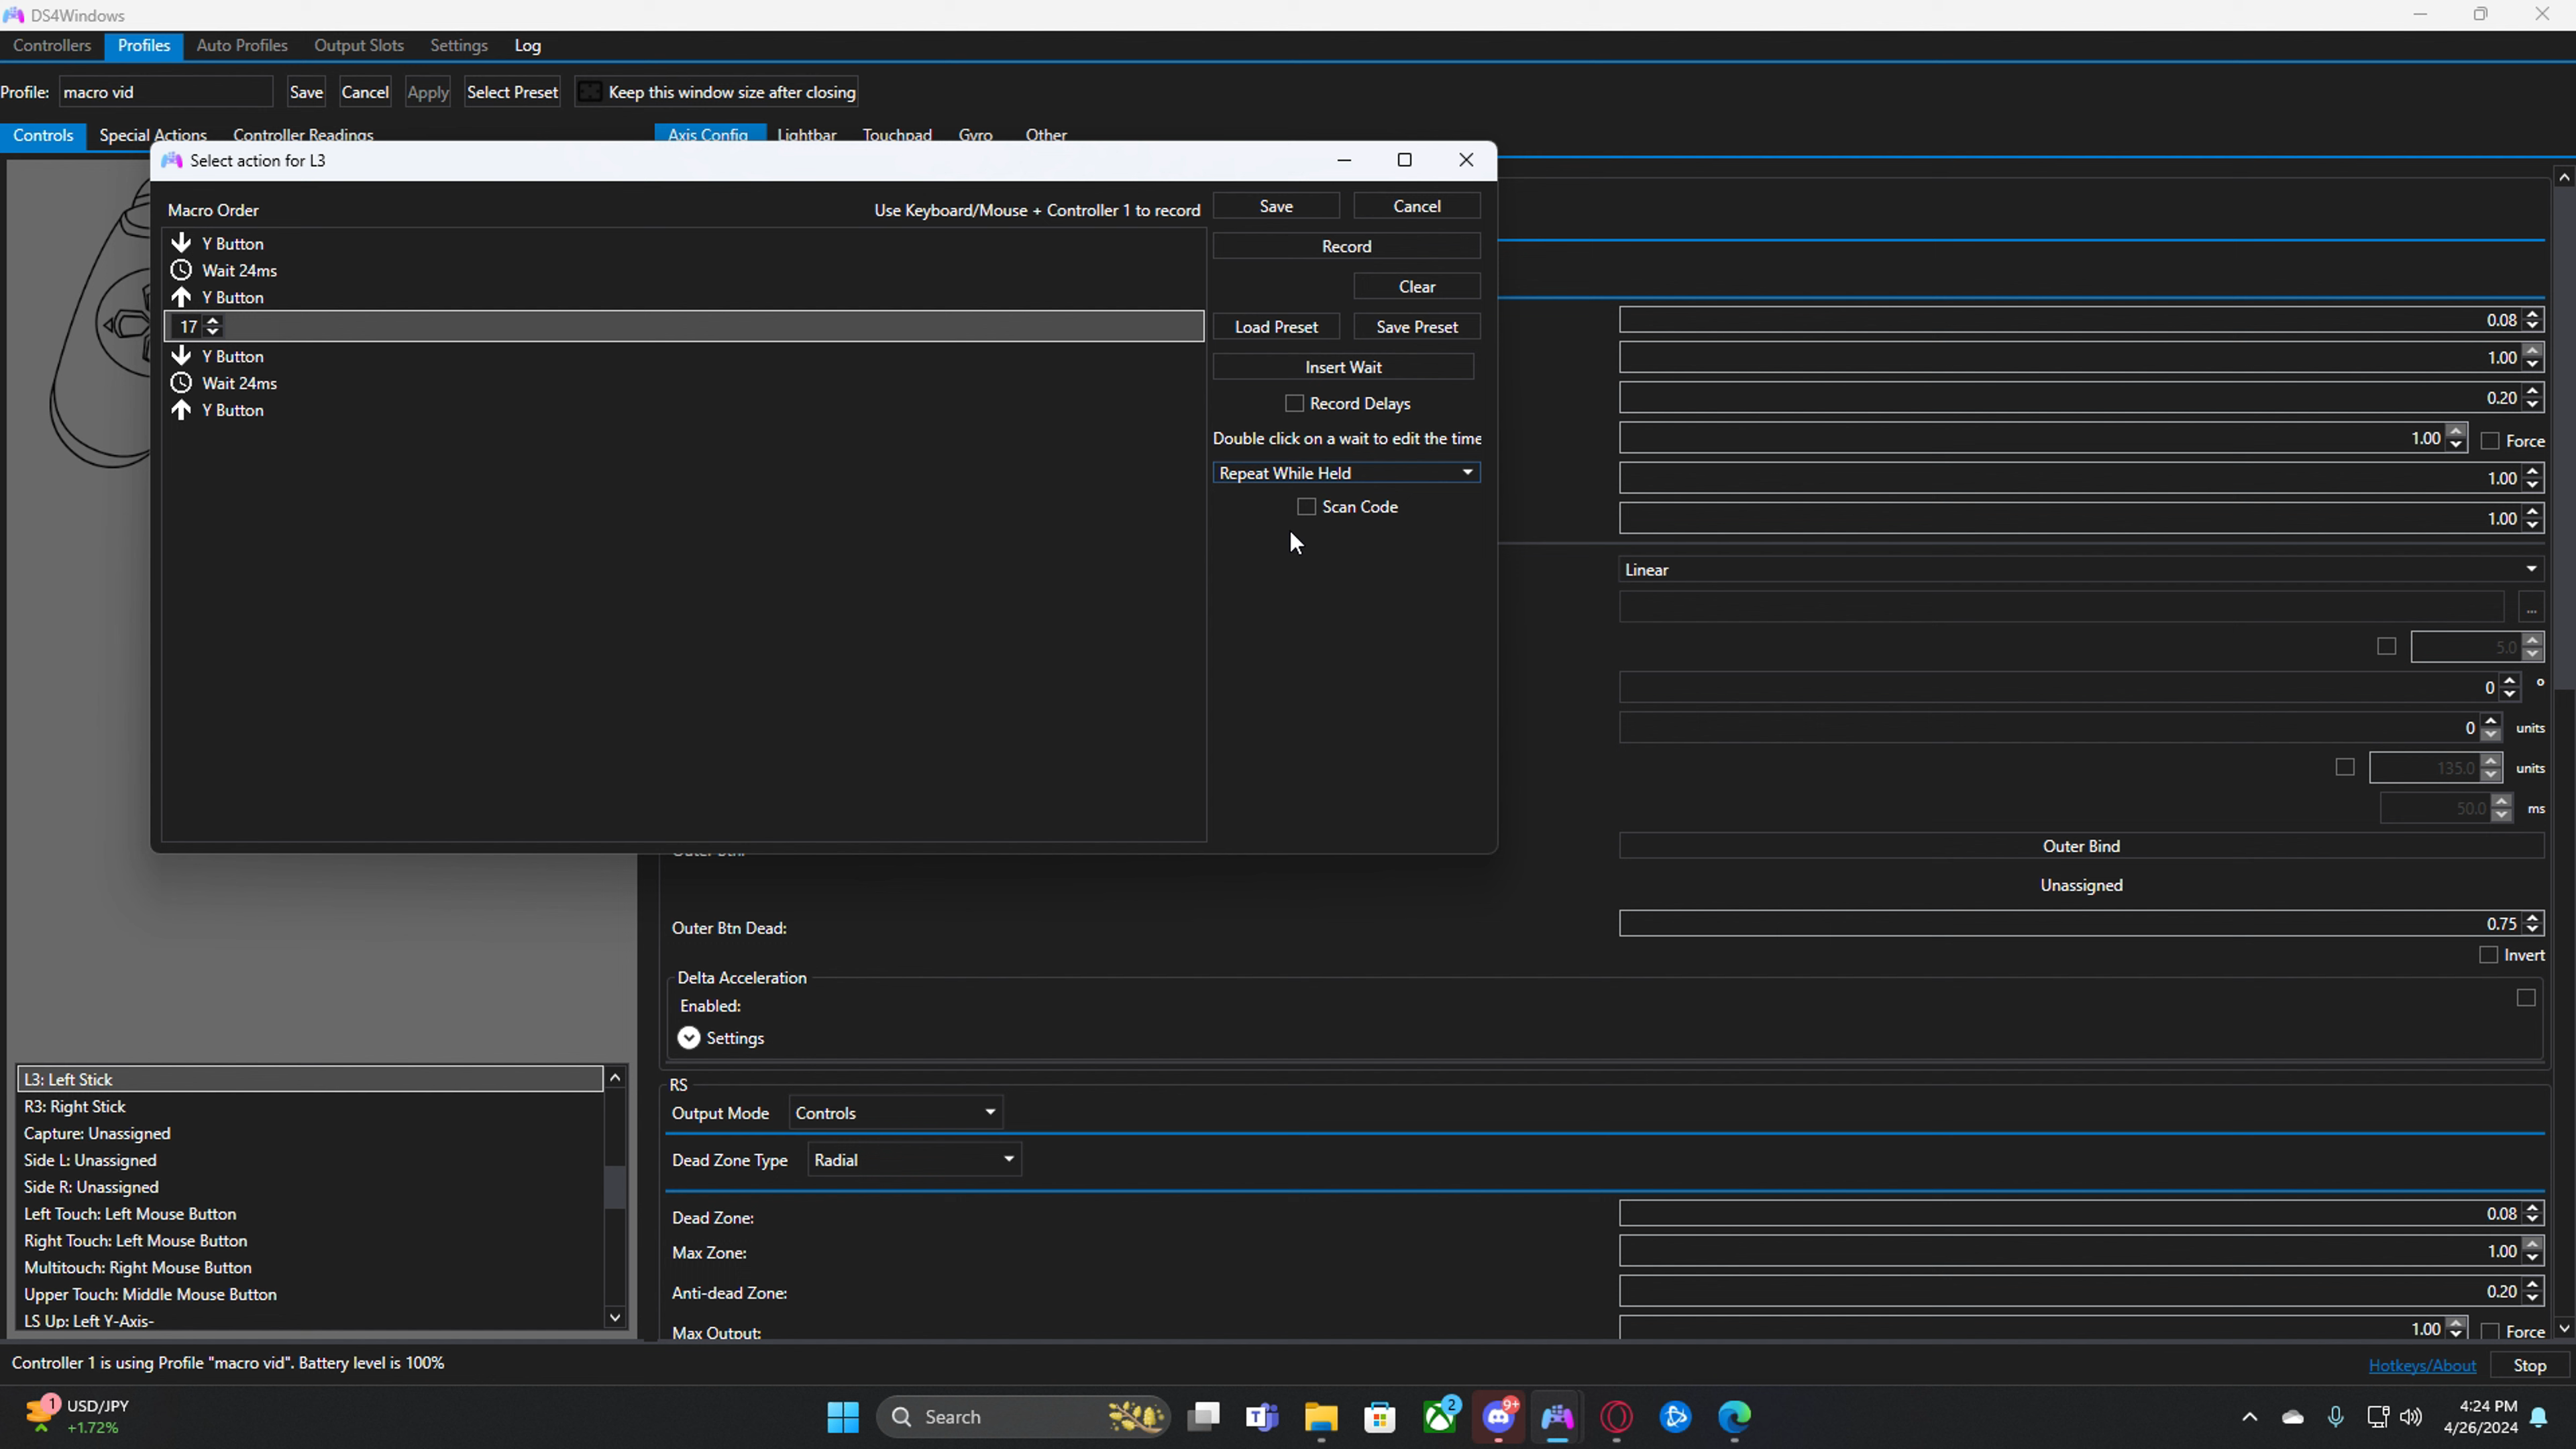 DS4Windows
Controllers Profiles Auto Profiles Output Slots Settings Log
Profile: macro vid Save Cancel Apply Select Preset Keep this window size after closing
Controls Special Actions Controller Readings Axis Config Lightbar Touchpad Gyro Other
Select action for L3
Macro Order Use Keyboard/Mouse + Controller 1 to record Save Cancel
Y Button
Record
Wait 24ms
Clear
Y Button
17
Load Preset Save Preset
Y Button
Insert Wait
Wait 24ms
Record Delays
Y Button
Double click on a wait to edit the time
Repeat While Held
Scan Code
0.08
1.00
0.20
1.00 Force
1.00
1.00
Linear
...
5.0
0 °
0 units
135.0 units
50.0 ms
Outer Bind
Unassigned
Outer Btn Dead: 0.75
Invert
Delta Acceleration
Enabled:
Settings
L3: Left Stick
R3: Right Stick
Capture: Unassigned
Side L: Unassigned
Side R: Unassigned
Left Touch: Left Mouse Button
Right Touch: Left Mouse Button
Multitouch: Right Mouse Button
Upper Touch: Middle Mouse Button
LS Up: Left Y-Axis-
RS
Output Mode Controls
Dead Zone Type Radial
Dead Zone: 0.08
Max Zone: 1.00
Anti-dead Zone: 0.20
Max Output: 1.00 Force
Controller 1 is using Profile "macro vid". Battery level is 100% Hotkeys/About Stop
1 USD/JPY
+1.72%
Search
2
9+
4:24 PM
4/26/2024